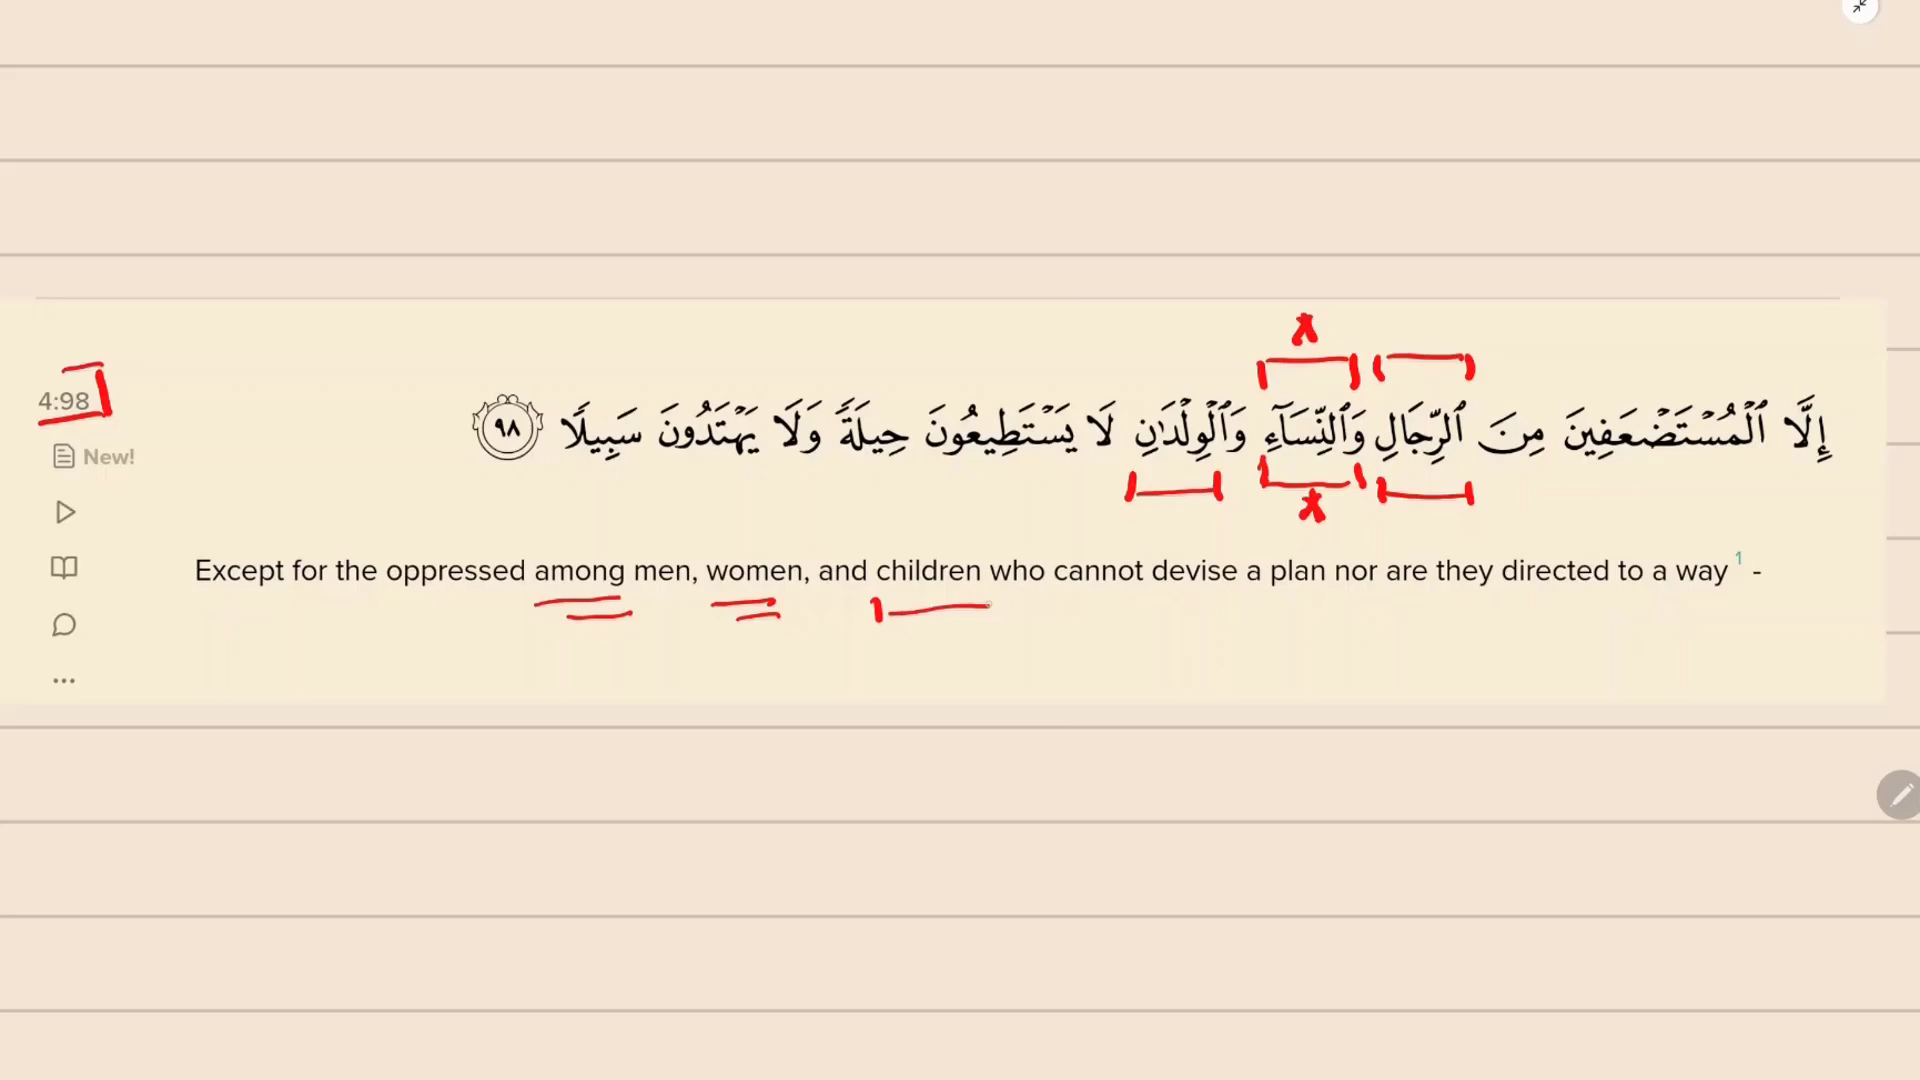 4:98
إِلَّا ٱلْمُسْتَضْعَفِينَ مِنَ ٱلرِّجَالِ وَٱلنِّسَآءِ وَٱلْوِلْدَٰنِ لَا يَسْتَطِيعُونَ حِيلَةً وَلَا يَهْتَدُونَ سَبِيلًا ٩٨
New!
Except for the oppressed among men, women, and children who cannot devise a plan nor are they directed to a way 1 -